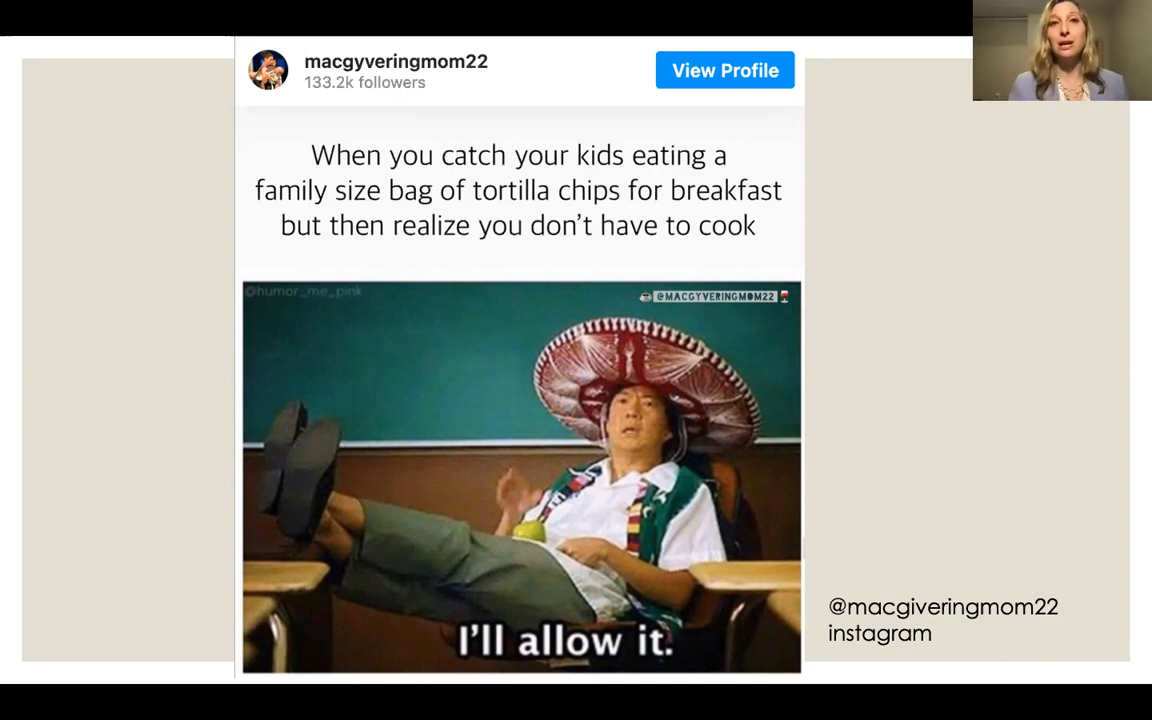 macgyveringmom22
133.2k followers
View Profile
When you catch your kids eating a
family size bag of tortilla chips for breakfast
but then realize you don't have to cook
@humor_me_pink
@MACGYVERINGMOM22
I'll allow it.
@macgiveringmom22
instagram